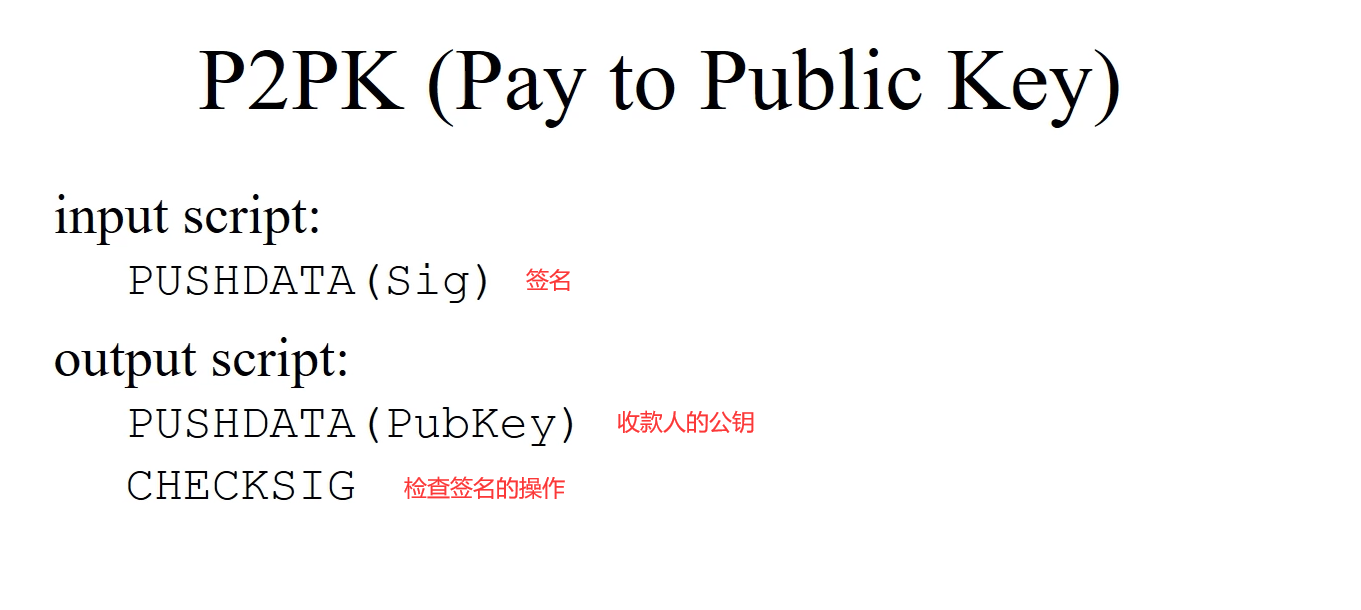 P2PK (Pay to Public Key)
input script:
PUSHDATA(Sig) 签名
output script:
PUSHDATA(PubKey) 收款人的公钥
CHECKSIG 检查签名的操作